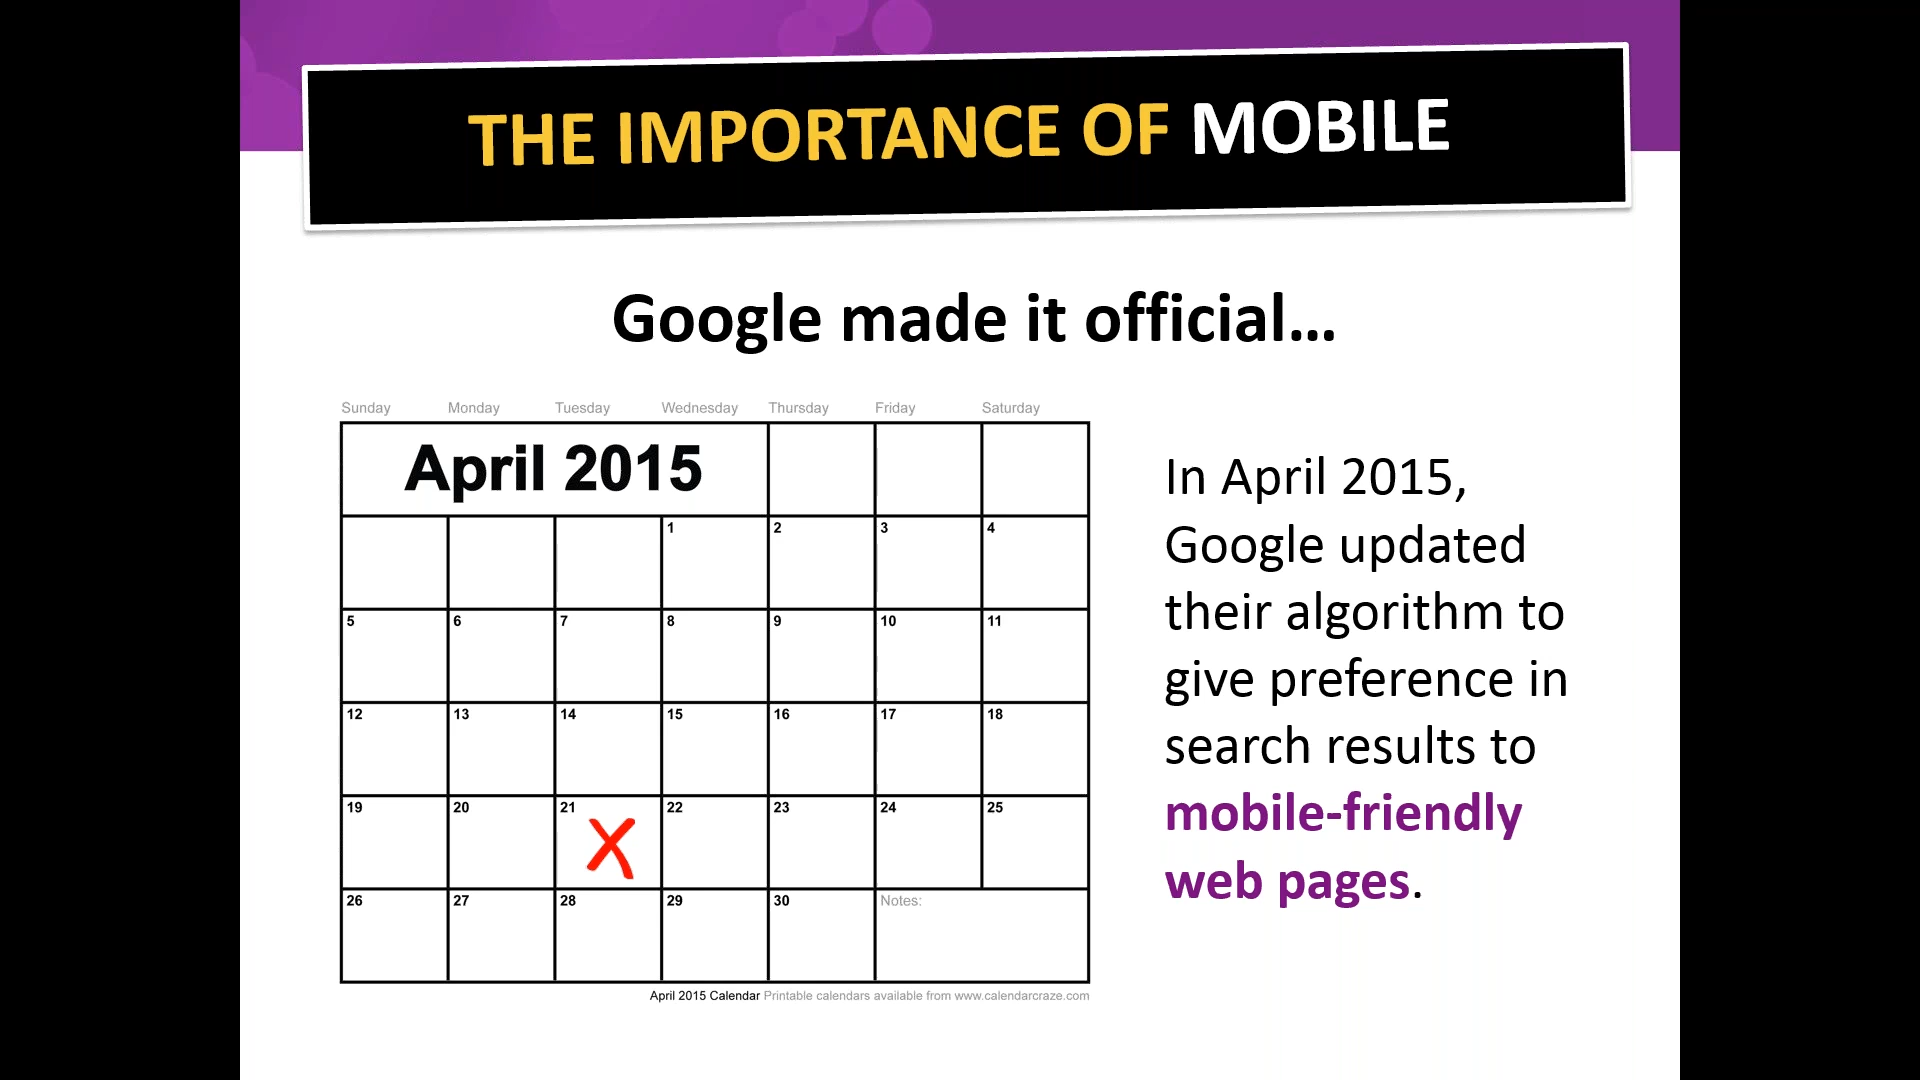 THE IMPORTANCE OF MOBILE
Google made it official...
Sunday Monday Tuesday Wednesday Thursday Friday Saturday
April 2015
1 2 3 4
5 6 7 8 9 10 11
12 13 14 15 16 17 18
19 20 21 22 23 24 25
X
26 27 28 29 30 Notes:
April 2015 Calendar Printable calendars available from www.calendarcraze.com
In April 2015,
Google updated
their algorithm to
give preference in
search results to
mobile-friendly
web pages.